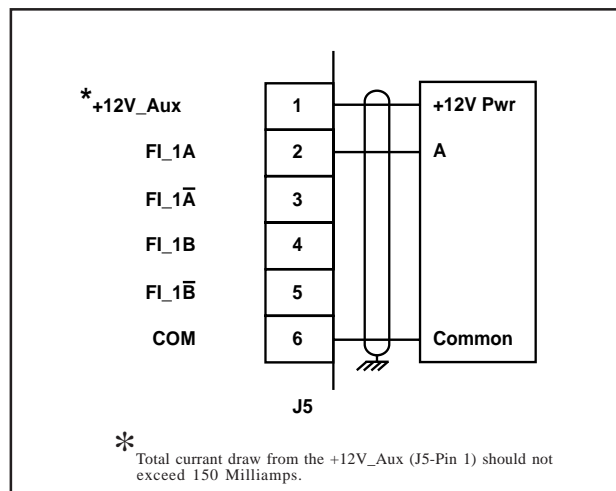 *+12V_Aux 1 +12V Pwr
FI_1A 2 A
FI_1A̅ 3
FI_1B 4
FI_1B̅ 5
COM 6 Common
J5
* Total currant draw from the +12V_Aux (J5-Pin 1) should not
exceed 150 Milliamps.